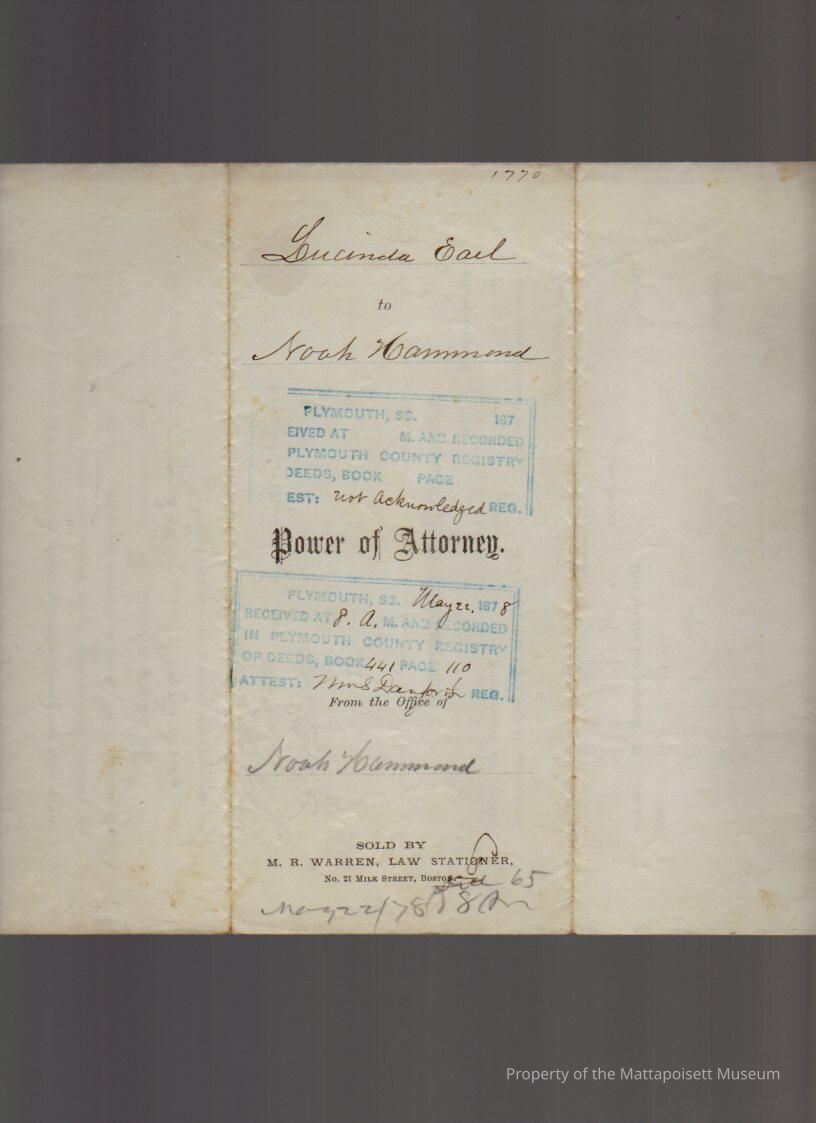 1770
Lucinda Earl
to
Noah Hammond
PLYMOUTH, SS. 187
EIVED AT M. AND RECORDED
PLYMOUTH COUNTY REGISTRY
DEEDS, BOOK PAGE
EST: not Acknowledged REG.
Power of Attorney.
PLYMOUTH, SS. May 22, 1878
RECEIVED AT 8. A. M. AND RECORDED
IN PLYMOUTH COUNTY REGISTRY
OF DEEDS, BOOK 441 PAGE 110
ATTEST: Wm S Danforth REG.
From the Office of
Noah Hammond
SOLD BY
M. R. WARREN, LAW STATIONER,
No. 21 Milk Street, Boston.
65
May 22/78 8 Am
Property of the Mattapoisett Museum